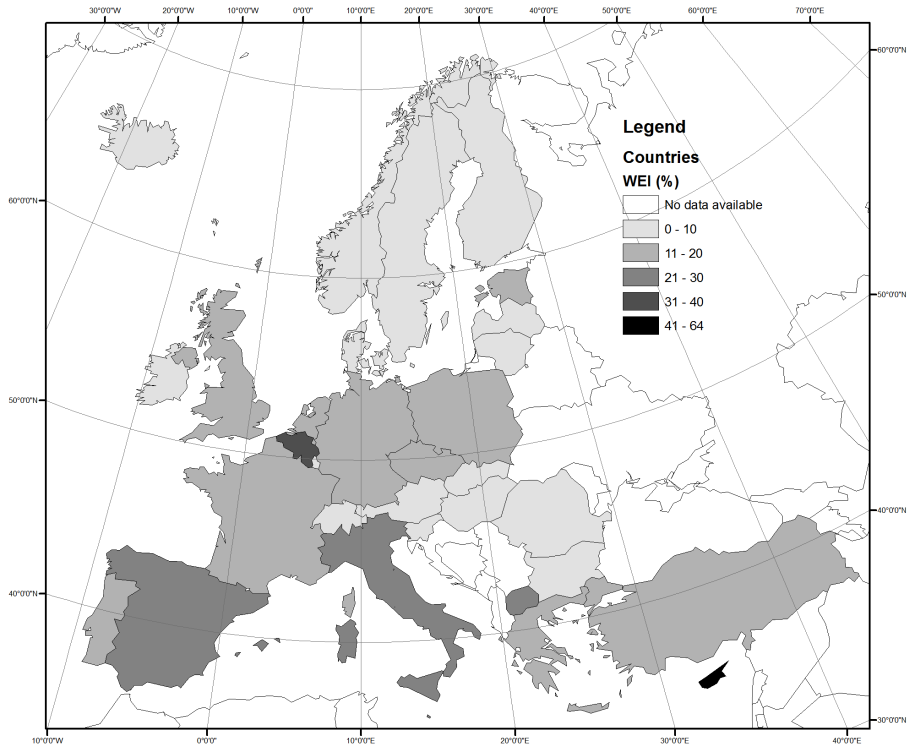 30°0'0"W 20°0'0"W 10°0'0"W 0°0'0" 10°0'0"E 20°0'0"E 30°0'0"E 40°0'0"E 50°0'0"E 60°0'0"E 70°0'0"E
60°0'0"N
Legend
Countries
WEI (%)
No data available
60°0'0"N
0 - 10
11 - 20
21 - 30
50°0'0"N
31 - 40
41 - 64
50°0'0"N
40°0'0"N
40°0'0"N
30°0'0"N
10°0'0"W 0°0'0" 10°0'0"E 20°0'0"E 30°0'0"E 40°0'0"E